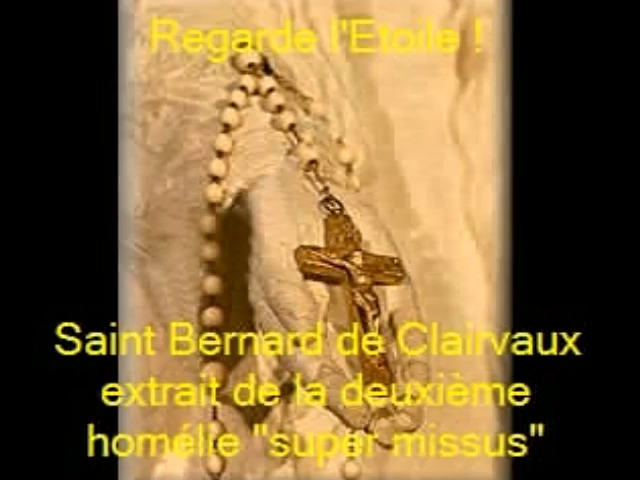 Regarde l'Etoile !
Saint Bernard de Clairvaux
extrait de la deuxième
homélie "super missus"